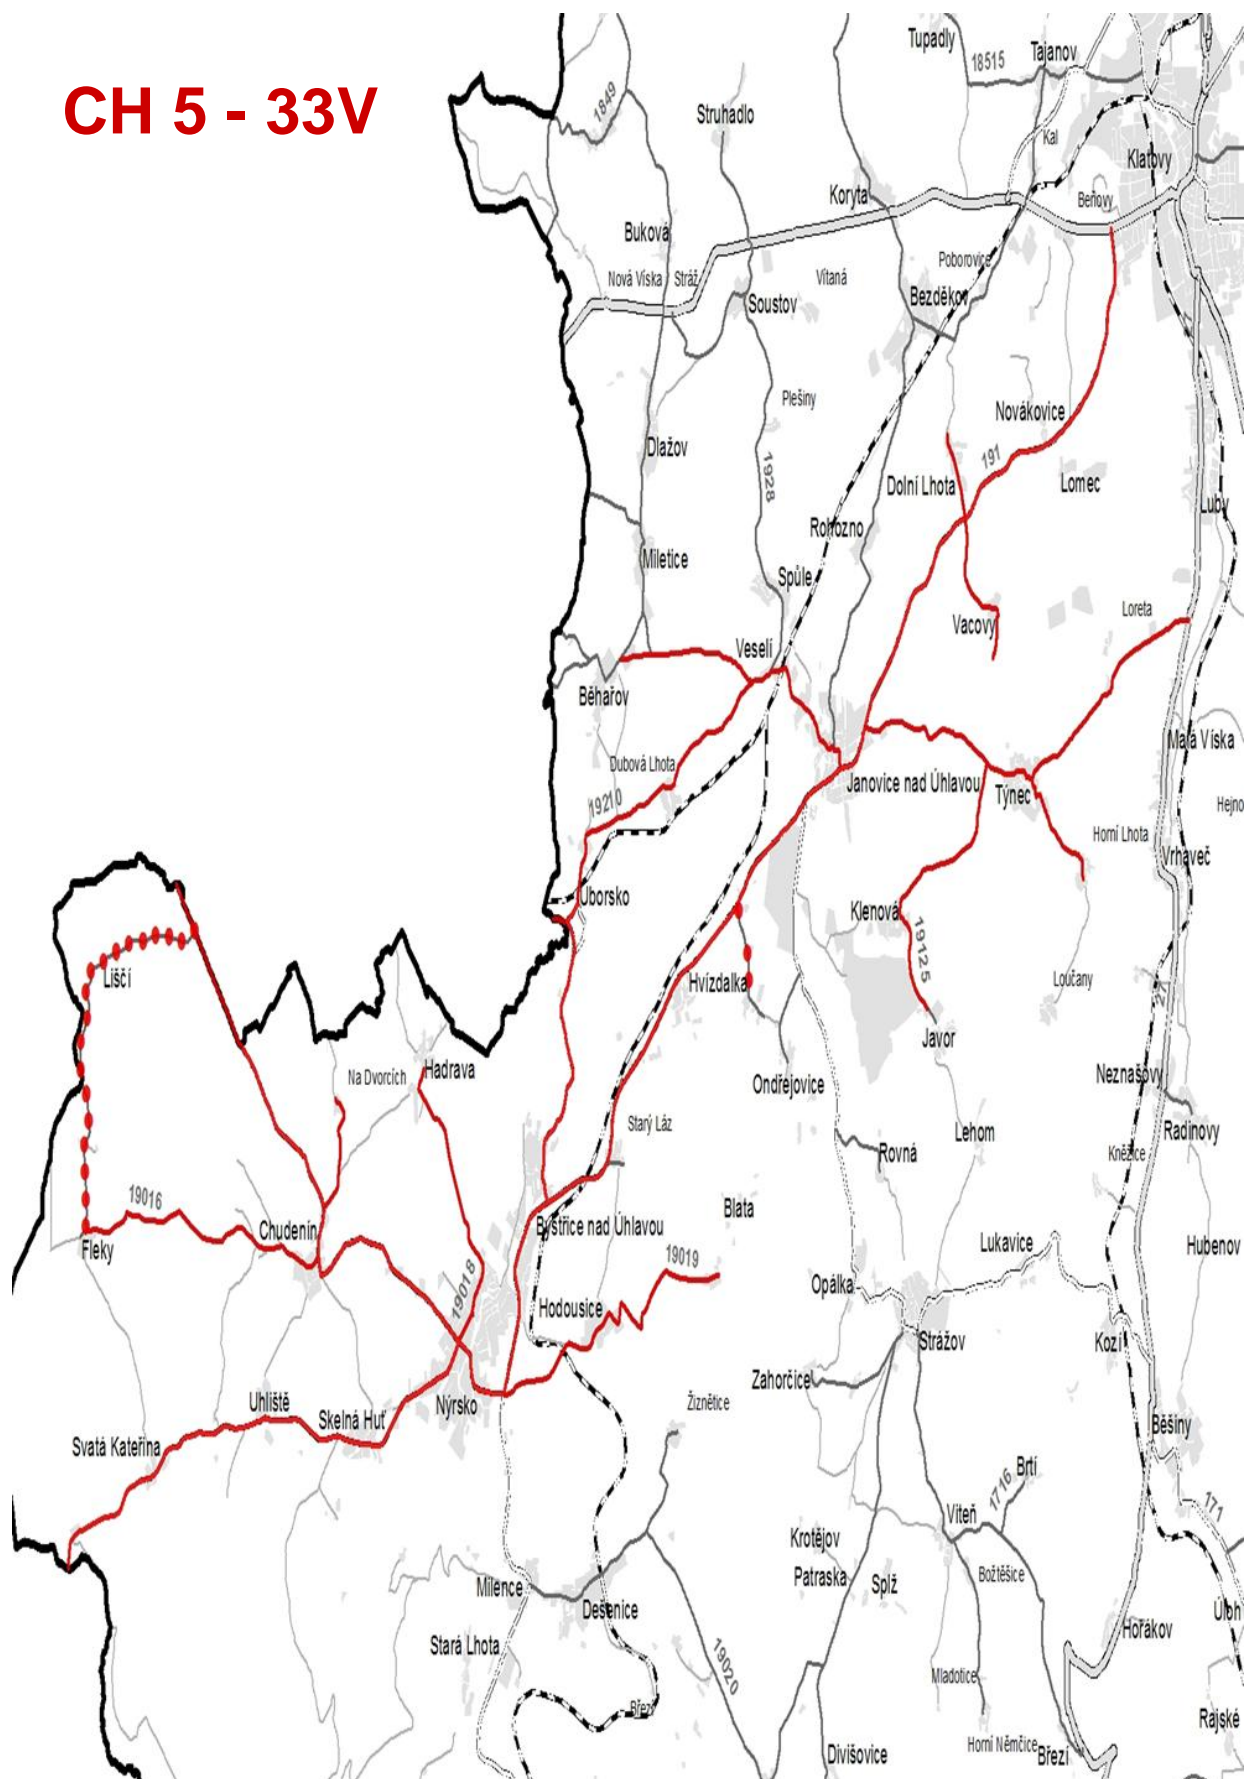 CH 5 - 33V
Tupadly
18515
Tajanov
1849
Struhadlo
Kal
Klatovy
Koryta
Beňovy
Buková
Poborovice
Nová Víska
Stráž
Vítaná
Soustov
Bezděkov
Plešiny
Novákovice
Dlažov
191
1928
Dolní Lhota
Lomec
Luby
Rohozno
Miletice
Spůle
Loreta
Vacovy
Veselí
Běhařov
Malá Víska
Dubová Lhota
Janovice nad Úhlavou
Týnec
19210
Hejno
Horní Lhota
Vrhaveč
Úborsko
Klenová
19125
Liščí
Hvízdalka
Loučany
27
Javor
Na Dvorcích
Hadrava
Ondřejovice
Neznašovy
Starý Láz
Radinovy
Lehom
Rovná
Kněžice
19016
Blata
Chudenín
Bystřice nad Úhlavou
Fleky
Lukavice
Hubenov
19019
19018
Opálka
Hodousice
Strážov
Kozí
Zahorčice
Uhliště
Nýrsko
Žiznětice
Skelná Huť
Běšiny
Svatá Kateřina
Brtí
1716
171
Viteň
Krotějov
Božtěšice
Patraska
Splž
Milence
Dešenice
Úloh
Hořákov
Stará Lhota
19020
Mladotice
Březí
Rajské
Horní Němčice
Březí
Divišovice